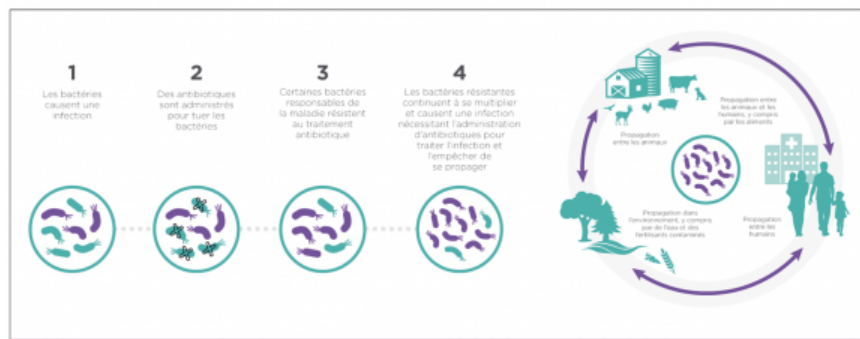 1
Les bactéries
causent une
infection
2
Des antibiotiques
sont administrés
pour tuer les
bactéries
3
Certaines bactéries
responsables de
la maladie résistent
au traitement
antibiotique
4
Les bactéries résistantes
continuent à se multiplier
et causent une infection
nécessitant l'administration
d'antibiotiques pour
traiter l'infection et
l'empêcher de
se propager
Propagation entre
les animaux et les
humains, y compris
par les aliments
Propagation
entre les animaux
Propagation dans
l'environnement, y compris
par de l'eau et des
fertilisants contaminés
Propagation
entre les
humains